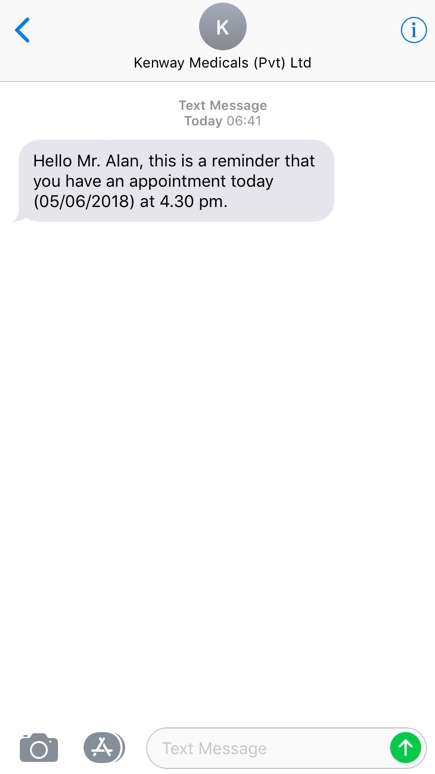 K
Kenway Medicals (Pvt) Ltd
Text Message
Today 06:41
Hello Mr. Alan, this is a reminder that
you have an appointment today
(05/06/2018) at 4.30 pm.
Text Message